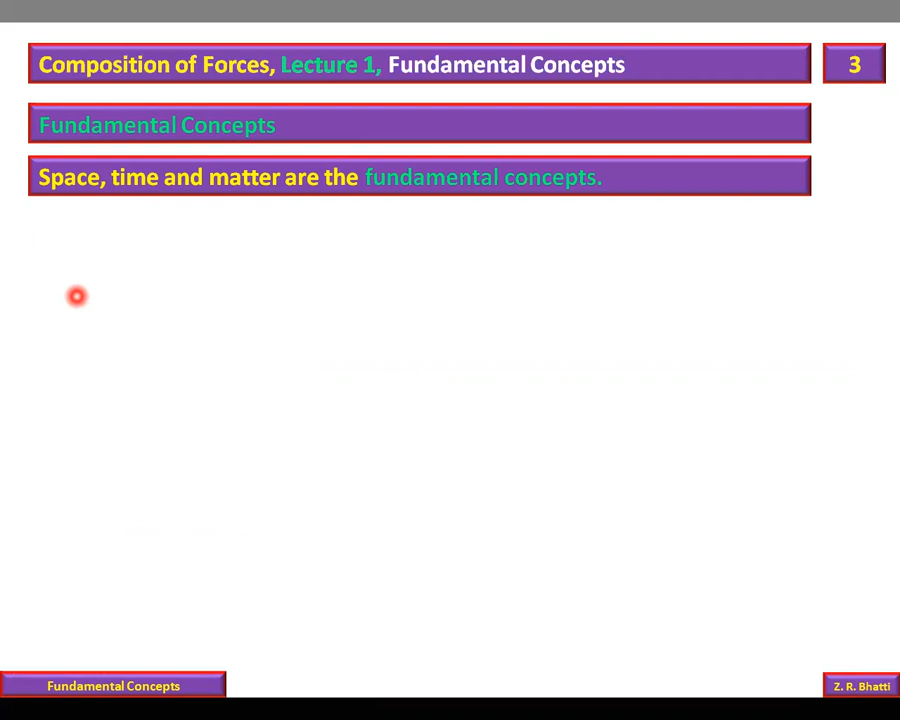 Composition of Forces, Lecture 1, Fundamental Concepts
3
Fundamental Concepts
Space, time and matter are the fundamental concepts.
Fundamental Concepts
Z. R. Bhatti